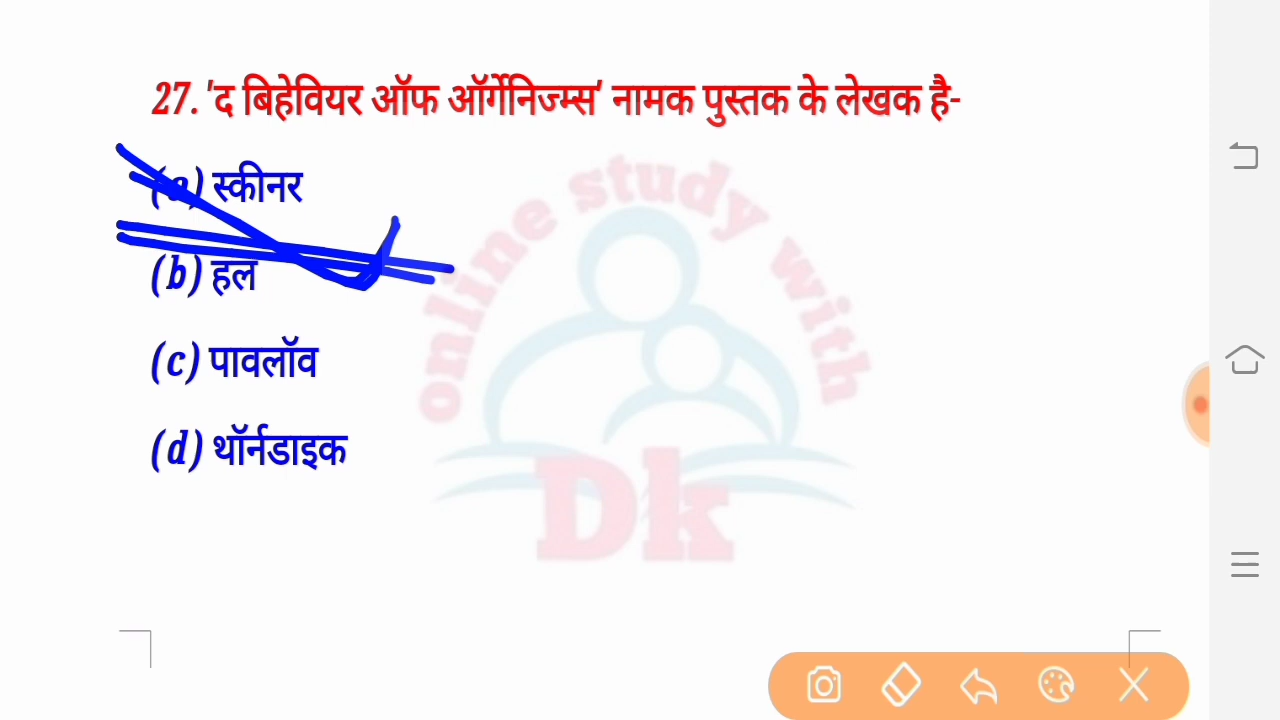 27. 'द बिहेवियर ऑफ ऑर्गेनिज्म्स' नामक पुस्तक के लेखक है-
(a) स्कीनर
(b) हल
(c) पावलॉव
(d) थॉर्नडाइक
online study with
Dk